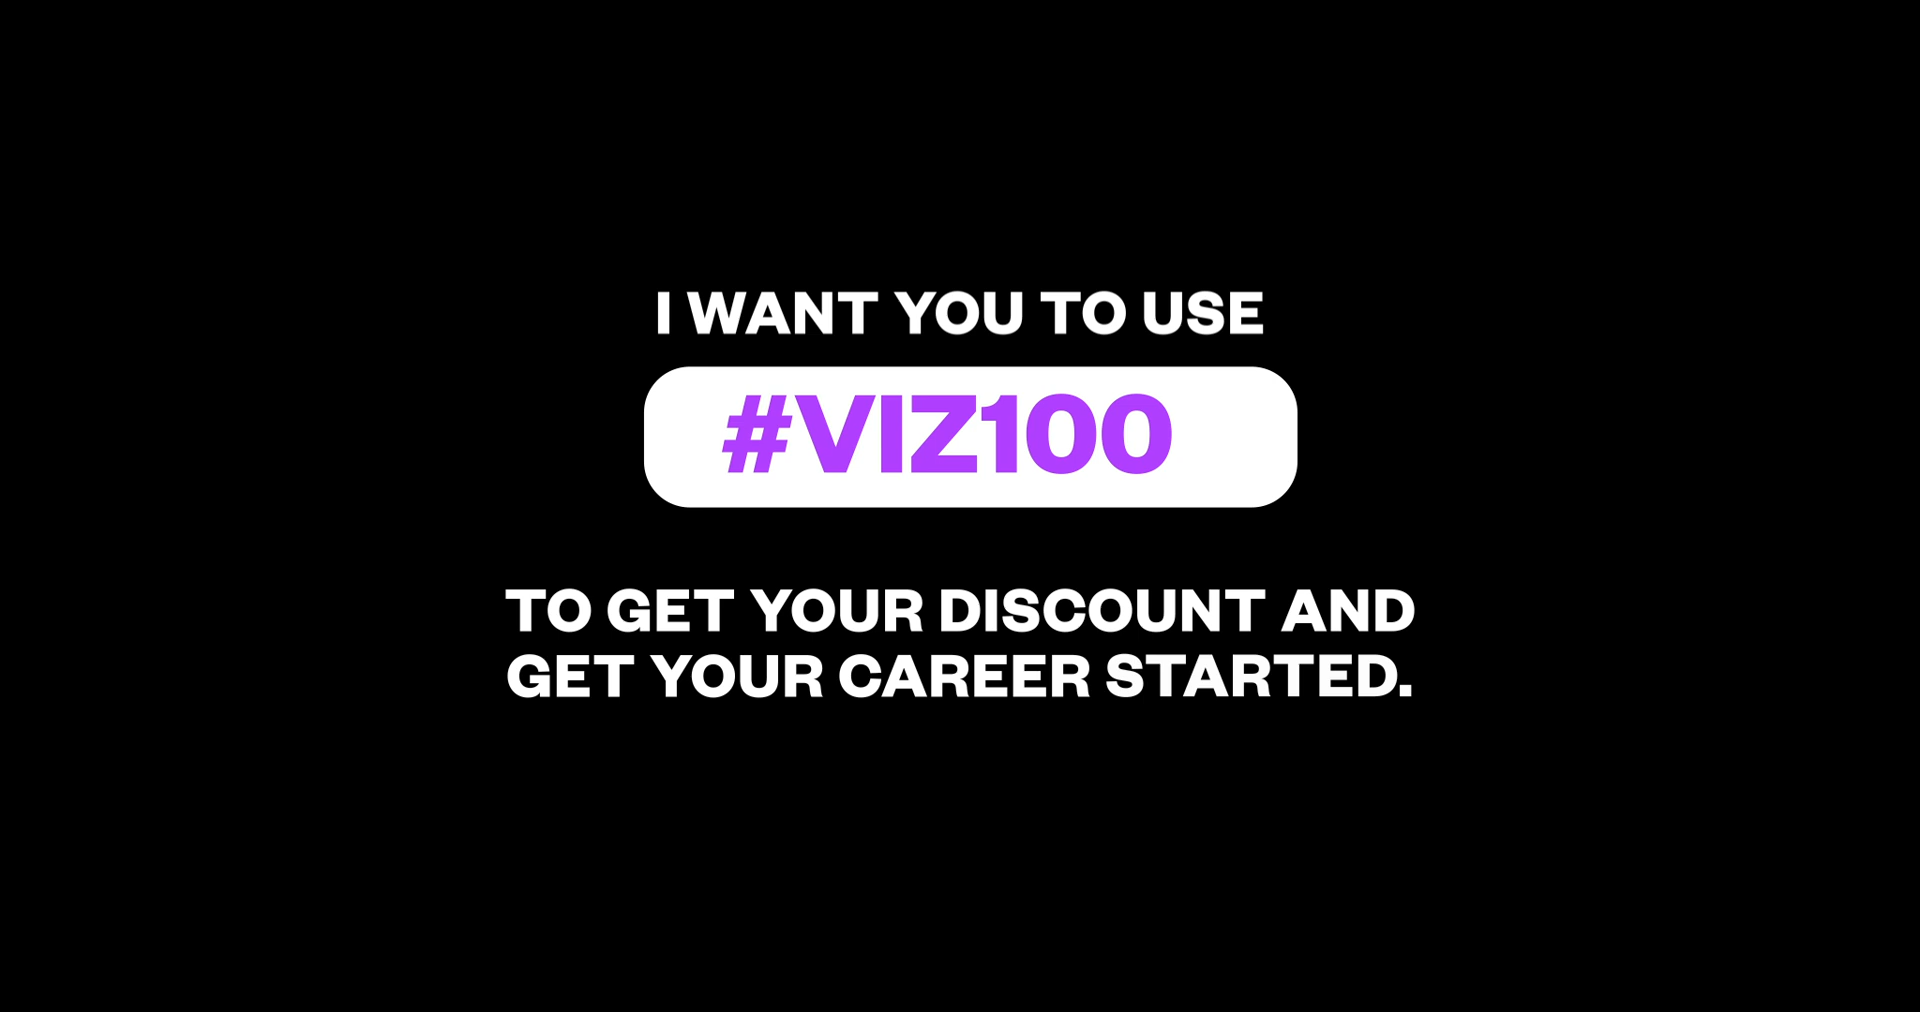 I WANT YOU TO USE
#VIZ100
TO GET YOUR DISCOUNT AND
GET YOUR CAREER STARTED.